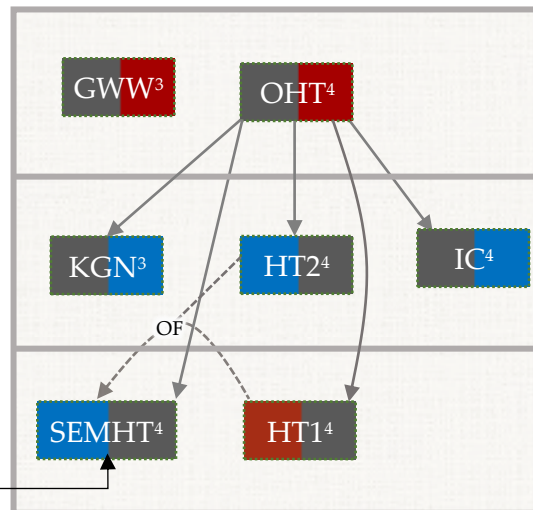 GWW³
OHT⁴
KGN³
HT2⁴
IC⁴
OF
SEMHT⁴
HT1⁴